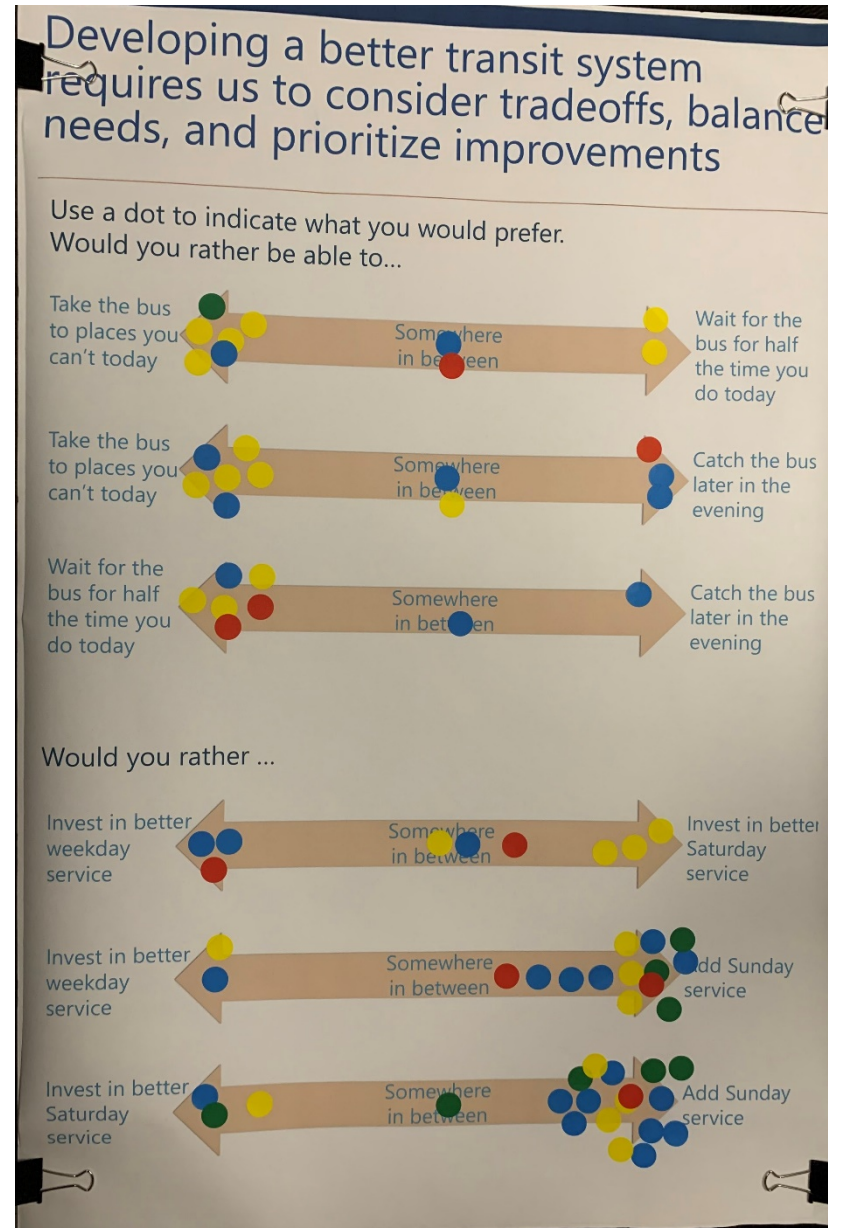 Developing a better transit system
requires us to consider tradeoffs, balance
needs, and prioritize improvements
Use a dot to indicate what you would prefer.
Would you rather be able to...
Take the bus
to places you
can't today
Somewhere
in between
Wait for the
bus for half
the time you
do today
Take the bus
to places you
can't today
Somewhere
in between
Catch the bus
later in the
evening
Wait for the
bus for half
the time you
do today
Somewhere
in between
Catch the bus
later in the
evening
Would you rather ...
Invest in better
weekday
service
Somewhere
in between
Invest in better
Saturday
service
Invest in better
weekday
service
Somewhere
in between
Add Sunday
service
Invest in better
Saturday
service
Somewhere
in between
Add Sunday
service